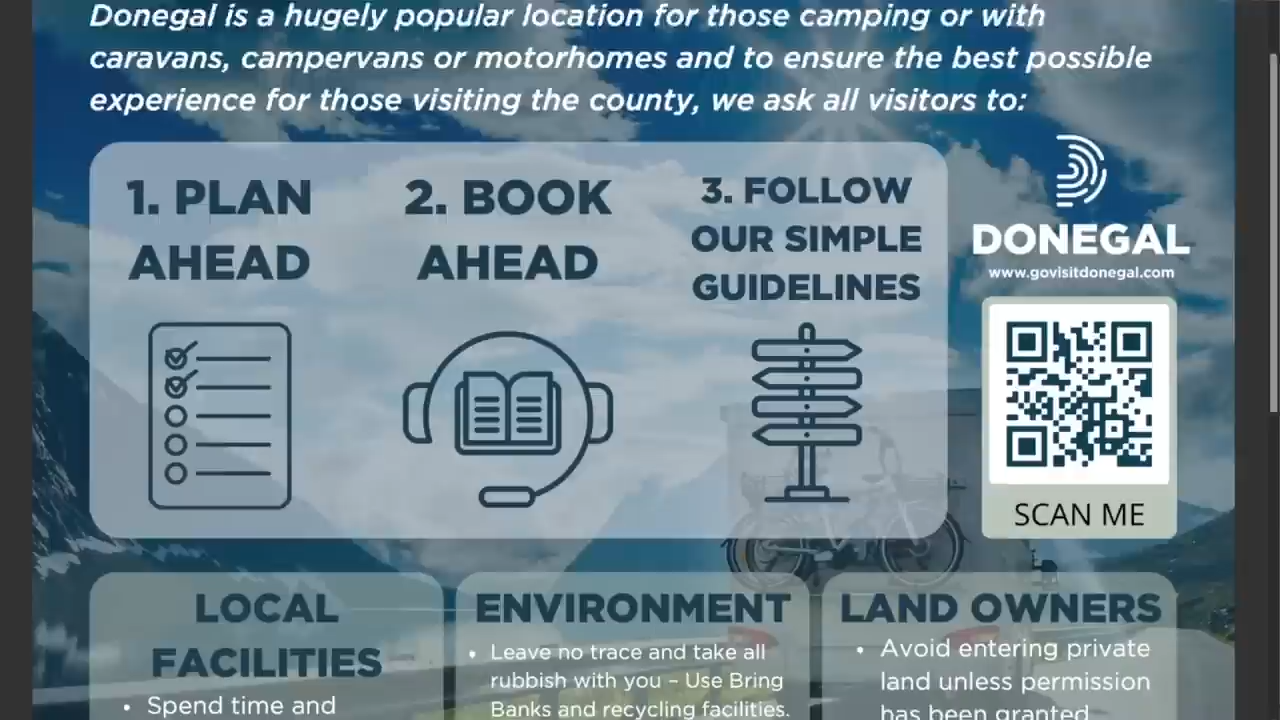 Donegal is a hugely popular location for those camping or with
caravans, campervans or motorhomes and to ensure the best possible
experience for those visiting the county, we ask all visitors to:
1. PLAN
AHEAD
2. BOOK
AHEAD
3. FOLLOW
OUR SIMPLE
GUIDELINES
DONEGAL
www.govisitdonegal.com
SCAN ME
LOCAL
FACILITIES
• Spend time and
ENVIRONMENT
• Leave no trace and take all
rubbish with you – Use Bring
Banks and recycling facilities.
LAND OWNERS
• Avoid entering private
land unless permission
has been granted